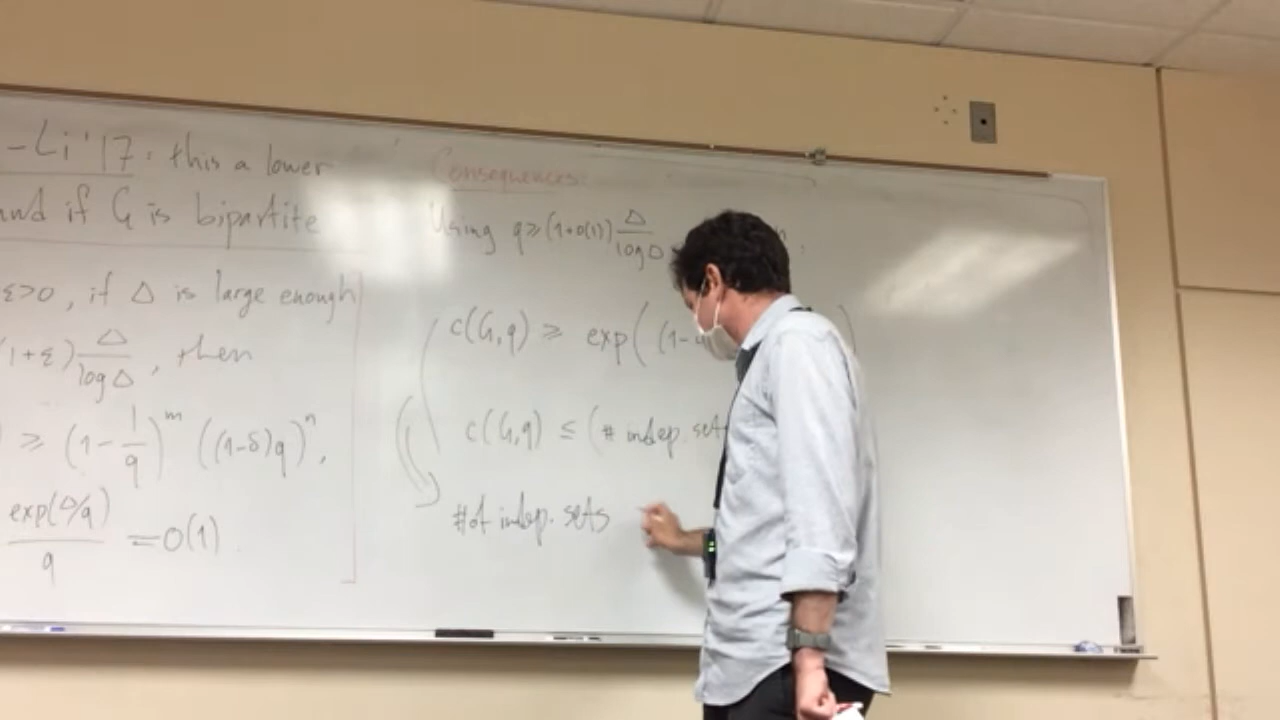 -Li '17: this a lower
und if G is bipartite
ε>0, if Δ is large enough
1+ε) Δ/log Δ, then
) ≥ (1 - 1/q)^m ((1-δ)q)^n,
exp(Δ/q)/q = O(1)
Consequences:
Using q ≥ (1+o(1)) Δ/log Δ
c(G,q) ≥ exp( (1-
c(G,q) ≤ (# indep. set
# of indep. sets